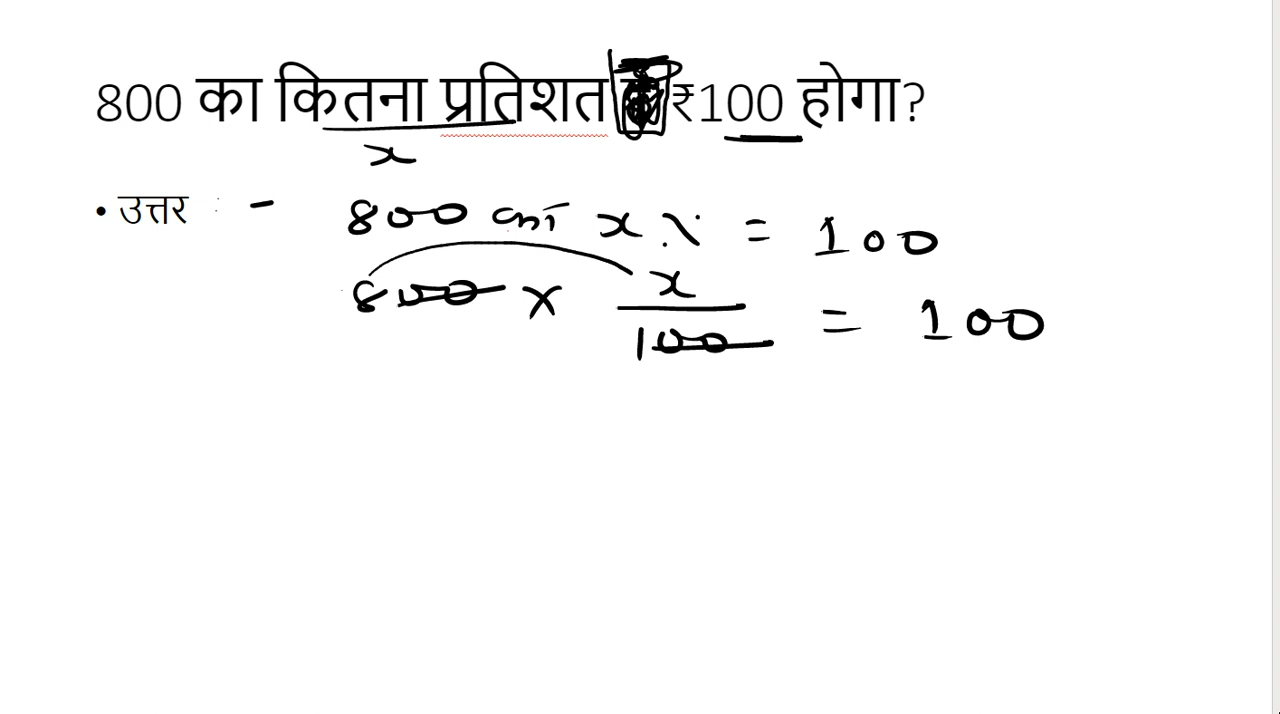 800 का कितना प्रतिशत ₹100 होगा?
x
• उत्तर : - 800 का x % = 100
800 × x/100 = 100